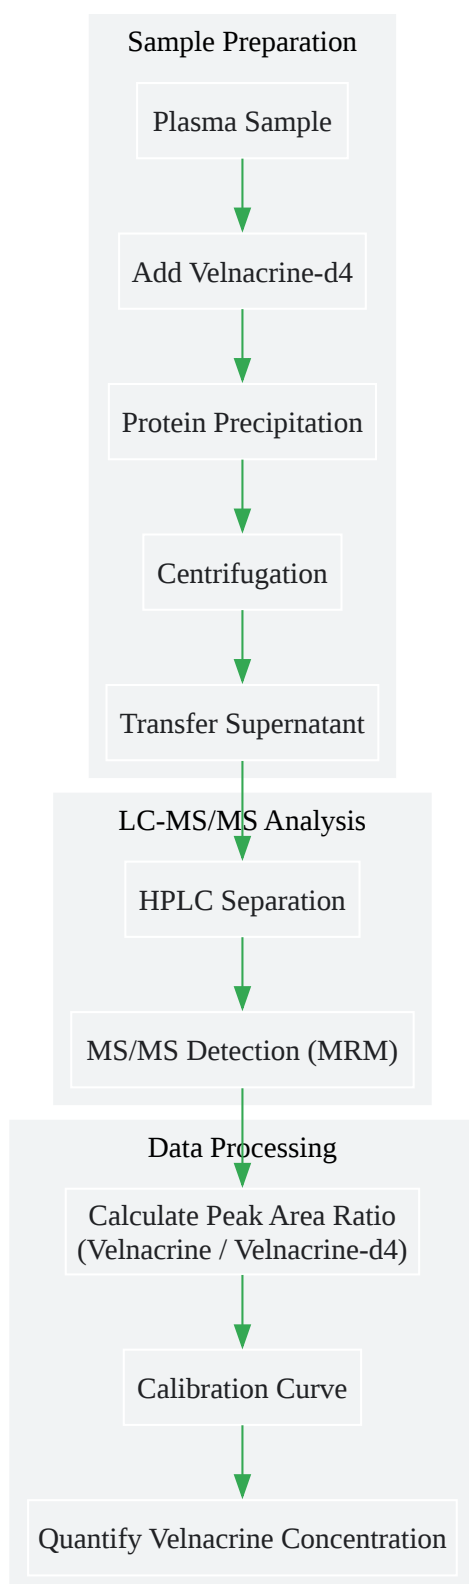 Sample Preparation
Plasma Sample
Add Velnacrine-d4
Protein Precipitation
Centrifugation
Transfer Supernatant
LC-MS/MS Analysis
HPLC Separation
MS/MS Detection (MRM)
Data Processing
Calculate Peak Area Ratio
(Velnacrine / Velnacrine-d4)
Calibration Curve
Quantify Velnacrine Concentration